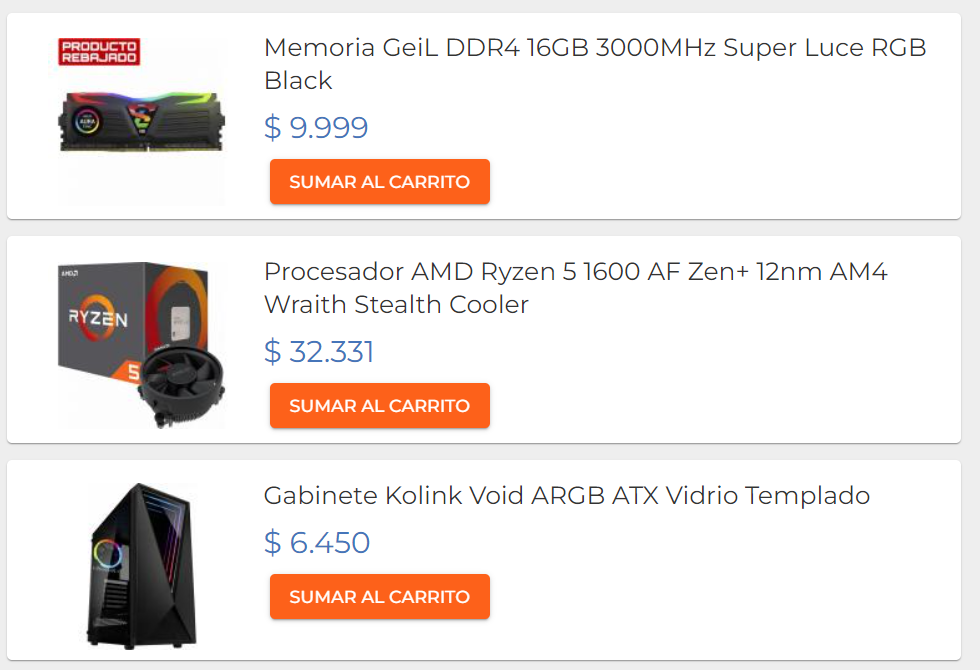 PRODUCTO
REBAJADO
Memoria GeiL DDR4 16GB 3000MHz Super Luce RGB
Black
$ 9.999
SUMAR AL CARRITO
AMD
RYZEN
5
Procesador AMD Ryzen 5 1600 AF Zen+ 12nm AM4
Wraith Stealth Cooler
$ 32.331
SUMAR AL CARRITO
Gabinete Kolink Void ARGB ATX Vidrio Templado
$ 6.450
SUMAR AL CARRITO